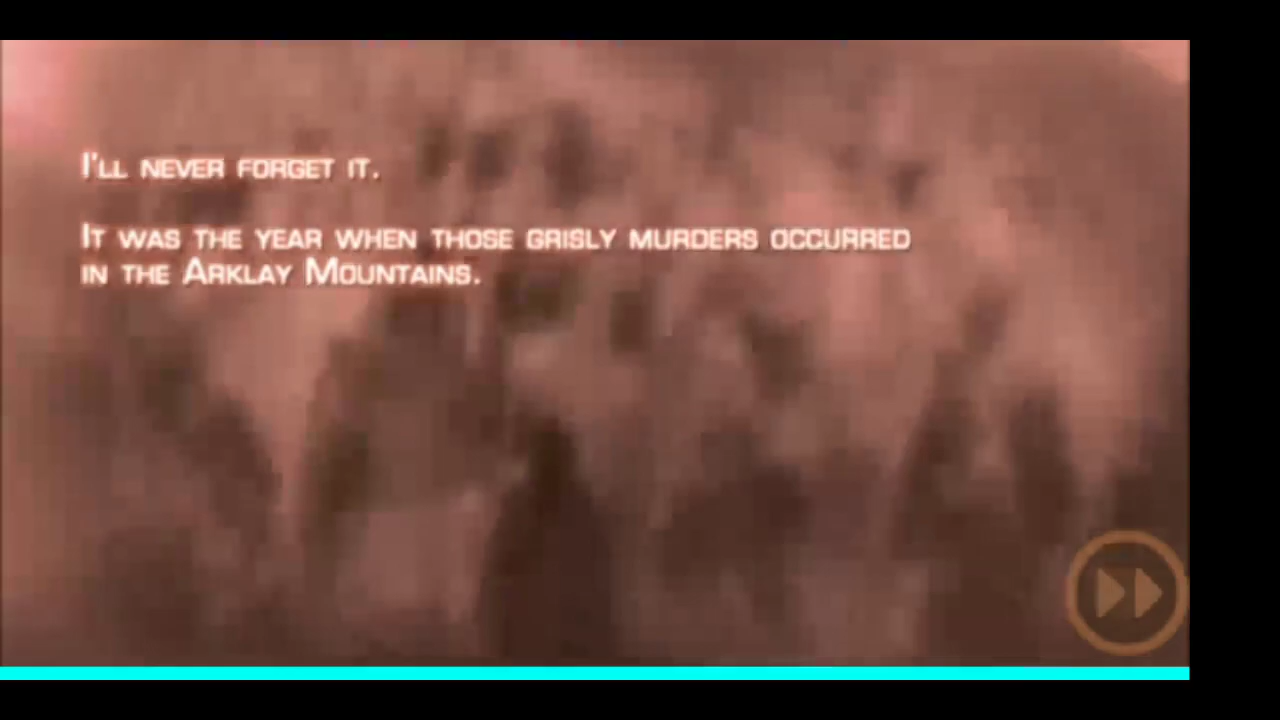 I'll never forget it.
It was the year when those grisly murders occurred
in the Arklay Mountains.